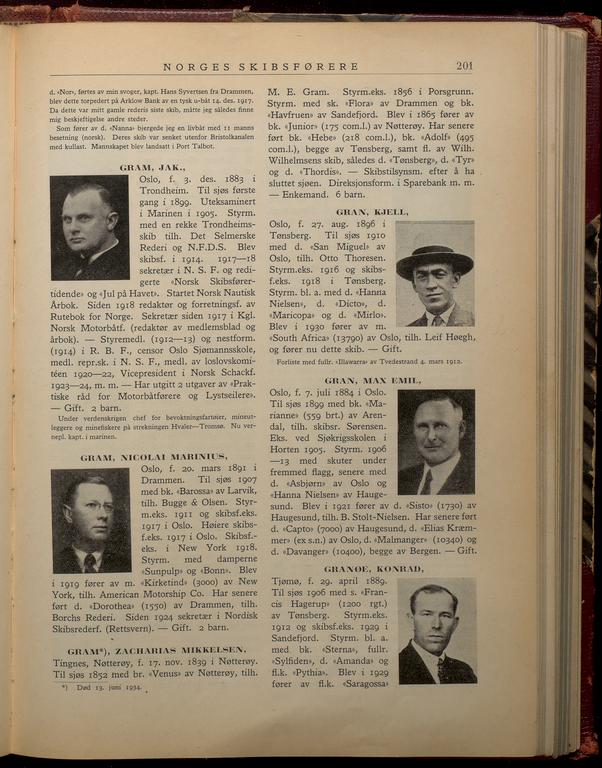 NORGES SKIBSFØRERE 201
d. «Nor», førtes av min svoger, kapt. Hans Syvertsen fra Drammen,
blev dette torpedert på Arklow Bank av en tysk u-båt 14. des. 1917.
Da dette var mitt gamle rederis siste skib, måtte jeg således finne
mig beskjeftigelse andre steder.
Som fører av d. «Nanna» bjergede jeg en livbåt med 11 manns
besetning (norsk). Deres skib var senket utenfor Bristolkanalen
med kullast. Mannskapet blev landsatt i Port Talbot.
GRAM, JAK.,
Oslo, f. 3. des. 1883 i
Trondheim. Til sjøs første
gang i 1899. Uteksaminert
i Marinen i 1905. Styrm.
med en rekke Trondheims-
skib tilh. Det Selmerske
Rederi og N.F.D.S. Blev
skibsf. i 1914. 1917—18
sekretær i N. S. F. og redi-
gerte «Norsk Skibsfører-
tidende» og «Jul på Havet». Startet Norsk Nautisk
Årbok. Siden 1918 redaktør og forretningsf. av
Rutebok for Norge. Sekretær siden 1917 i Kgl.
Norsk Motorbåtf. (redaktør av medlemsblad og
årbok). — Styremedl. (1912—13) og nestform.
(1914) i R. B. F., censor Oslo Sjømannsskole,
medl. repr.sk. i N. S. F., medl. av loslovskomi-
téen 1920—22, Vicepresident i Norsk Schackf.
1923—24, m. m. — Har utgitt 2 utgaver av «Prak-
tiske råd for Motorbåtførere og Lystseilere».
— Gift. 2 barn.
Under verdenskrigen chef for bevoktningsfartøier, mineut-
leggere og minefiskere på strekningen Hvaler—Tromsø. Nu ver-
nepl. kapt. i marinen.
GRAM, NICOLAI MARINIUS,
Oslo, f. 20. mars 1891 i
Drammen. Til sjøs 1907
med bk. «Barossa» av Larvik,
tilh. Bugge & Olsen. Styr-
m.eks. 1911 og skibsf.eks.
1917 i Oslo. Høiere skibs-
f.eks. 1917 i Oslo. Skibsf.-
eks. i New York 1918.
Styrm. med damperne
«Sunpulp» og «Bonn». Blev
i 1919 fører av m. «Kirketind» (3000) av New
York, tilh. American Motorship Co. Har senere
ført d. «Dorothea» (1550) av Drammen, tilh.
Borchs Rederi. Siden 1924 sekretær i Nordisk
Skibsrederf. (Rettsvern). — Gift. 2 barn.
GRAM*), ZACHARIAS MIKKELSEN,
Tingnes, Nøtterøy, f. 17. nov. 1839 i Nøtterøy.
Til sjøs 1852 med br. «Venus» av Nøtterøy, tilh.
*) Død 13. juni 1934.
M. E. Gram. Styrm.eks. 1856 i Porsgrunn.
Styrm. med sk. «Flora» av Drammen og bk.
«Havfruen» av Sandefjord. Blev i 1865 fører av
bk. «Junior» (175 com.l.) av Nøtterøy. Har senere
ført bk. «Hebe» (218 com.l.), bk. «Adolf» (495
com.l.), begge av Tønsberg, samt fl. av Wilh.
Wilhelmsens skib, således d. «Tønsberg», d. «Tyr»
og d. «Thordis». — Skibstilsynsm. efter å ha
sluttet sjøen. Direksjonsform. i Sparebank m. m.
— Enkemand. 6 barn.
GRAN, KJELL,
Oslo, f. 27. aug. 1896 i
Tønsberg. Til sjøs 1910
med d. «San Miguel» av
Oslo, tilh. Otto Thoresen.
Styrm.eks. 1916 og skibs-
f.eks. 1918 i Tønsberg.
Styrm. bl. a. med d. «Hanna
Nielsen», d. «Dicto», d.
«Maricopa» og d. «Mirlo».
Blev i 1930 fører av m.
«South Africa» (13790) av Oslo, tilh. Leif Høegh,
og fører nu dette skib. — Gift.
Forliste med fullr. «Illawarra» av Tvedestrand 4. mars 1912.
GRAN, MAX EMIL,
Oslo, f. 7. juli 1884 i Oslo.
Til sjøs 1899 med bk. «Ma-
rianne» (559 brt.) av Aren-
dal, tilh. skibsr. Sørensen.
Eks. ved Sjøkrigsskolen i
Horten 1905. Styrm. 1906
—13 med skuter under
fremmed flagg, senere med
d. «Asbjørn» av Oslo og
«Hanna Nielsen» av Hauge-
sund. Blev i 1921 fører av d. «Sisto» (1730) av
Haugesund, tilh. B. Stolt-Nielsen. Har senere ført
d. «Capto» (7000) av Haugesund, d. «Elias Kræm-
mer» (ex s.n.) av Oslo, d. «Malmanger» (10340) og
d. «Davanger» (10400), begge av Bergen. — Gift.
GRANØE, KONRAD,
Tjømø, f. 29. april 1889.
Til sjøs 1906 med s. «Fran-
cis Hagerup» (1200 rgt.)
av Tønsberg. Styrm.eks.
1912 og skibsf.eks. 1929 i
Sandefjord. Styrm. bl. a.
med bk. «Sterna», fullr.
«Sylfiden», d. «Amanda» og
fl.k. «Pythia». Blev i 1929
fører av fl.k. «Saragossa»